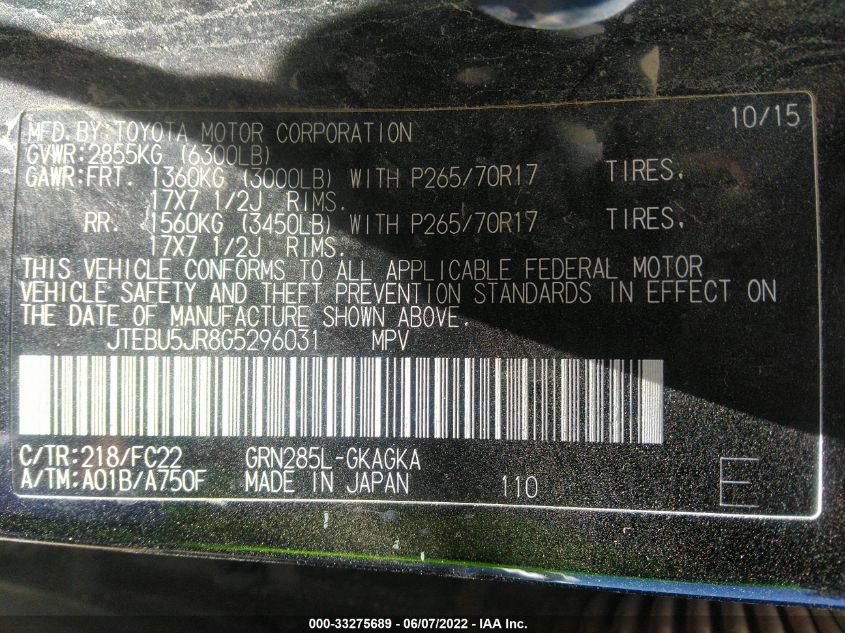 MFD.BY:TOYOTA MOTOR CORPORATION 10/15
GVWR:2855KG (6300LB)
GAWR:FRT. 1360KG (3000LB) WITH P265/70R17 TIRES,
17X7 1/2J RIMS.
RR. 1560KG (3450LB) WITH P265/70R17 TIRES,
17X7 1/2J RIMS.
THIS VEHICLE CONFORMS TO ALL APPLICABLE FEDERAL MOTOR
VEHICLE SAFETY AND THEFT PREVENTION STANDARDS IN EFFECT ON
THE DATE OF MANUFACTURE SHOWN ABOVE.
JTEBU5JR8G5296031 MPV
C/TR:218/FC22 GRN285L-GKAGKA
A/TM:A01B/A750F MADE IN JAPAN 110 E
000-33275689 - 06/07/2022 - IAA Inc.